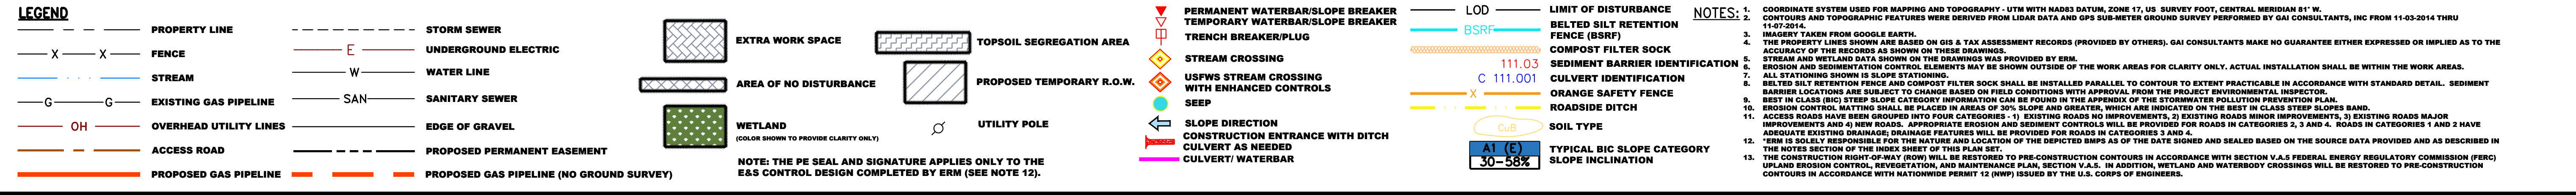 LEGEND
PROPERTY LINE
X X FENCE
STREAM
G G EXISTING GAS PIPELINE
OH OVERHEAD UTILITY LINES
ACCESS ROAD
PROPOSED GAS PIPELINE
STORM SEWER
E UNDERGROUND ELECTRIC
W WATER LINE
SAN SANITARY SEWER
EDGE OF GRAVEL
PROPOSED PERMANENT EASEMENT
PROPOSED GAS PIPELINE (NO GROUND SURVEY)
EXTRA WORK SPACE
AREA OF NO DISTURBANCE
WETLAND
(COLOR SHOWN TO PROVIDE CLARITY ONLY)
TOPSOIL SEGREGATION AREA
PROPOSED TEMPORARY R.O.W.
UTILITY POLE
NOTE: THE PE SEAL AND SIGNATURE APPLIES ONLY TO THE
E&S CONTROL DESIGN COMPLETED BY ERM (SEE NOTE 12).
PERMANENT WATERBAR/SLOPE BREAKER
TEMPORARY WATERBAR/SLOPE BREAKER
TRENCH BREAKER/PLUG
STREAM CROSSING
USFWS STREAM CROSSING
WITH ENHANCED CONTROLS
SEEP
SLOPE DIRECTION
CONSTRUCTION ENTRANCE WITH DITCH
CULVERT AS NEEDED
CULVERT/ WATERBAR
LOD LIMIT OF DISTURBANCE
BSRF BELTED SILT RETENTION
FENCE (BSRF)
COMPOST FILTER SOCK
111.03 SEDIMENT BARRIER IDENTIFICATION
C 111.001 CULVERT IDENTIFICATION
X ORANGE SAFETY FENCE
ROADSIDE DITCH
CuB SOIL TYPE
A1 (E) TYPICAL BIC SLOPE CATEGORY
30-58% SLOPE INCLINATION
NOTES:
1. COORDINATE SYSTEM USED FOR MAPPING AND TOPOGRAPHY - UTM WITH NAD83 DATUM, ZONE 17, US SURVEY FOOT, CENTRAL MERIDIAN 81° W.
2. CONTOURS AND TOPOGRAPHIC FEATURES WERE DERIVED FROM LIDAR DATA AND GPS SUB-METER GROUND SURVEY PERFORMED BY GAI CONSULTANTS, INC FROM 11-03-2014 THRU
11-07-2014.
3. IMAGERY TAKEN FROM GOOGLE EARTH.
4. THE PROPERTY LINES SHOWN ARE BASED ON GIS & TAX ASSESSMENT RECORDS (PROVIDED BY OTHERS). GAI CONSULTANTS MAKE NO GUARANTEE EITHER EXPRESSED OR IMPLIED AS TO THE
ACCURACY OF THE RECORDS AS SHOWN ON THESE DRAWINGS.
5. STREAM AND WETLAND DATA SHOWN ON THE DRAWINGS WAS PROVIDED BY ERM.
6. EROSION AND SEDIMENTATION CONTROL ELEMENTS MAY BE SHOWN OUTSIDE OF THE WORK AREAS FOR CLARITY ONLY. ACTUAL INSTALLATION SHALL BE WITHIN THE WORK AREAS.
7. ALL STATIONING SHOWN IS SLOPE STATIONING.
8. BELTED SILT RETENTION FENCE AND COMPOST FILTER SOCK SHALL BE INSTALLED PARALLEL TO CONTOUR TO EXTENT PRACTICABLE IN ACCORDANCE WITH STANDARD DETAIL. SEDIMENT
BARRIER LOCATIONS ARE SUBJECT TO CHANGE BASED ON FIELD CONDITIONS WITH APPROVAL FROM THE PROJECT ENVIRONMENTAL INSPECTOR.
9. BEST IN CLASS (BIC) STEEP SLOPE CATEGORY INFORMATION CAN BE FOUND IN THE APPENDIX OF THE STORMWATER POLLUTION PREVENTION PLAN.
10. EROSION CONTROL MATTING SHALL BE PLACED IN AREAS OF 30% SLOPE AND GREATER, WHICH ARE INDICATED ON THE BEST IN CLASS STEEP SLOPES BAND.
11. ACCESS ROADS HAVE BEEN GROUPED INTO FOUR CATEGORIES - 1) EXISTING ROADS NO IMPROVEMENTS, 2) EXISTING ROADS MINOR IMPROVEMENTS, 3) EXISTING ROADS MAJOR
IMPROVEMENTS AND 4) NEW ROADS. APPROPRIATE EROSION AND SEDIMENT CONTROLS WILL BE PROVIDED FOR ROADS IN CATEGORIES 2, 3 AND 4. ROADS IN CATEGORIES 1 AND 2 HAVE
ADEQUATE EXISTING DRAINAGE; DRAINAGE FEATURES WILL BE PROVIDED FOR ROADS IN CATEGORIES 3 AND 4.
12. "ERM IS SOLELY RESPONSIBLE FOR THE NATURE AND LOCATION OF THE DEPICTED BMPS AS OF THE DATE SIGNED AND SEALED BASED ON THE SOURCE DATA PROVIDED AND AS DESCRIBED IN
THE NOTES SECTION OF THE INDEX SHEET OF THIS PLAN SET.
13. THE CONSTRUCTION RIGHT-OF-WAY (ROW) WILL BE RESTORED TO PRE-CONSTRUCTION CONTOURS IN ACCORDANCE WITH SECTION V.A.5 FEDERAL ENERGY REGULATORY COMMISSION (FERC)
UPLAND EROSION CONTROL, REVEGETATION, AND MAINTENANCE PLAN, SECTION V.A.5. IN ADDITION, WETLAND AND WATERBODY CROSSINGS WILL BE RESTORED TO PRE-CONSTRUCTION
CONTOURS IN ACCORDANCE WITH NATIONWIDE PERMIT 12 (NWP) ISSUED BY THE U.S. CORPS OF ENGINEERS.